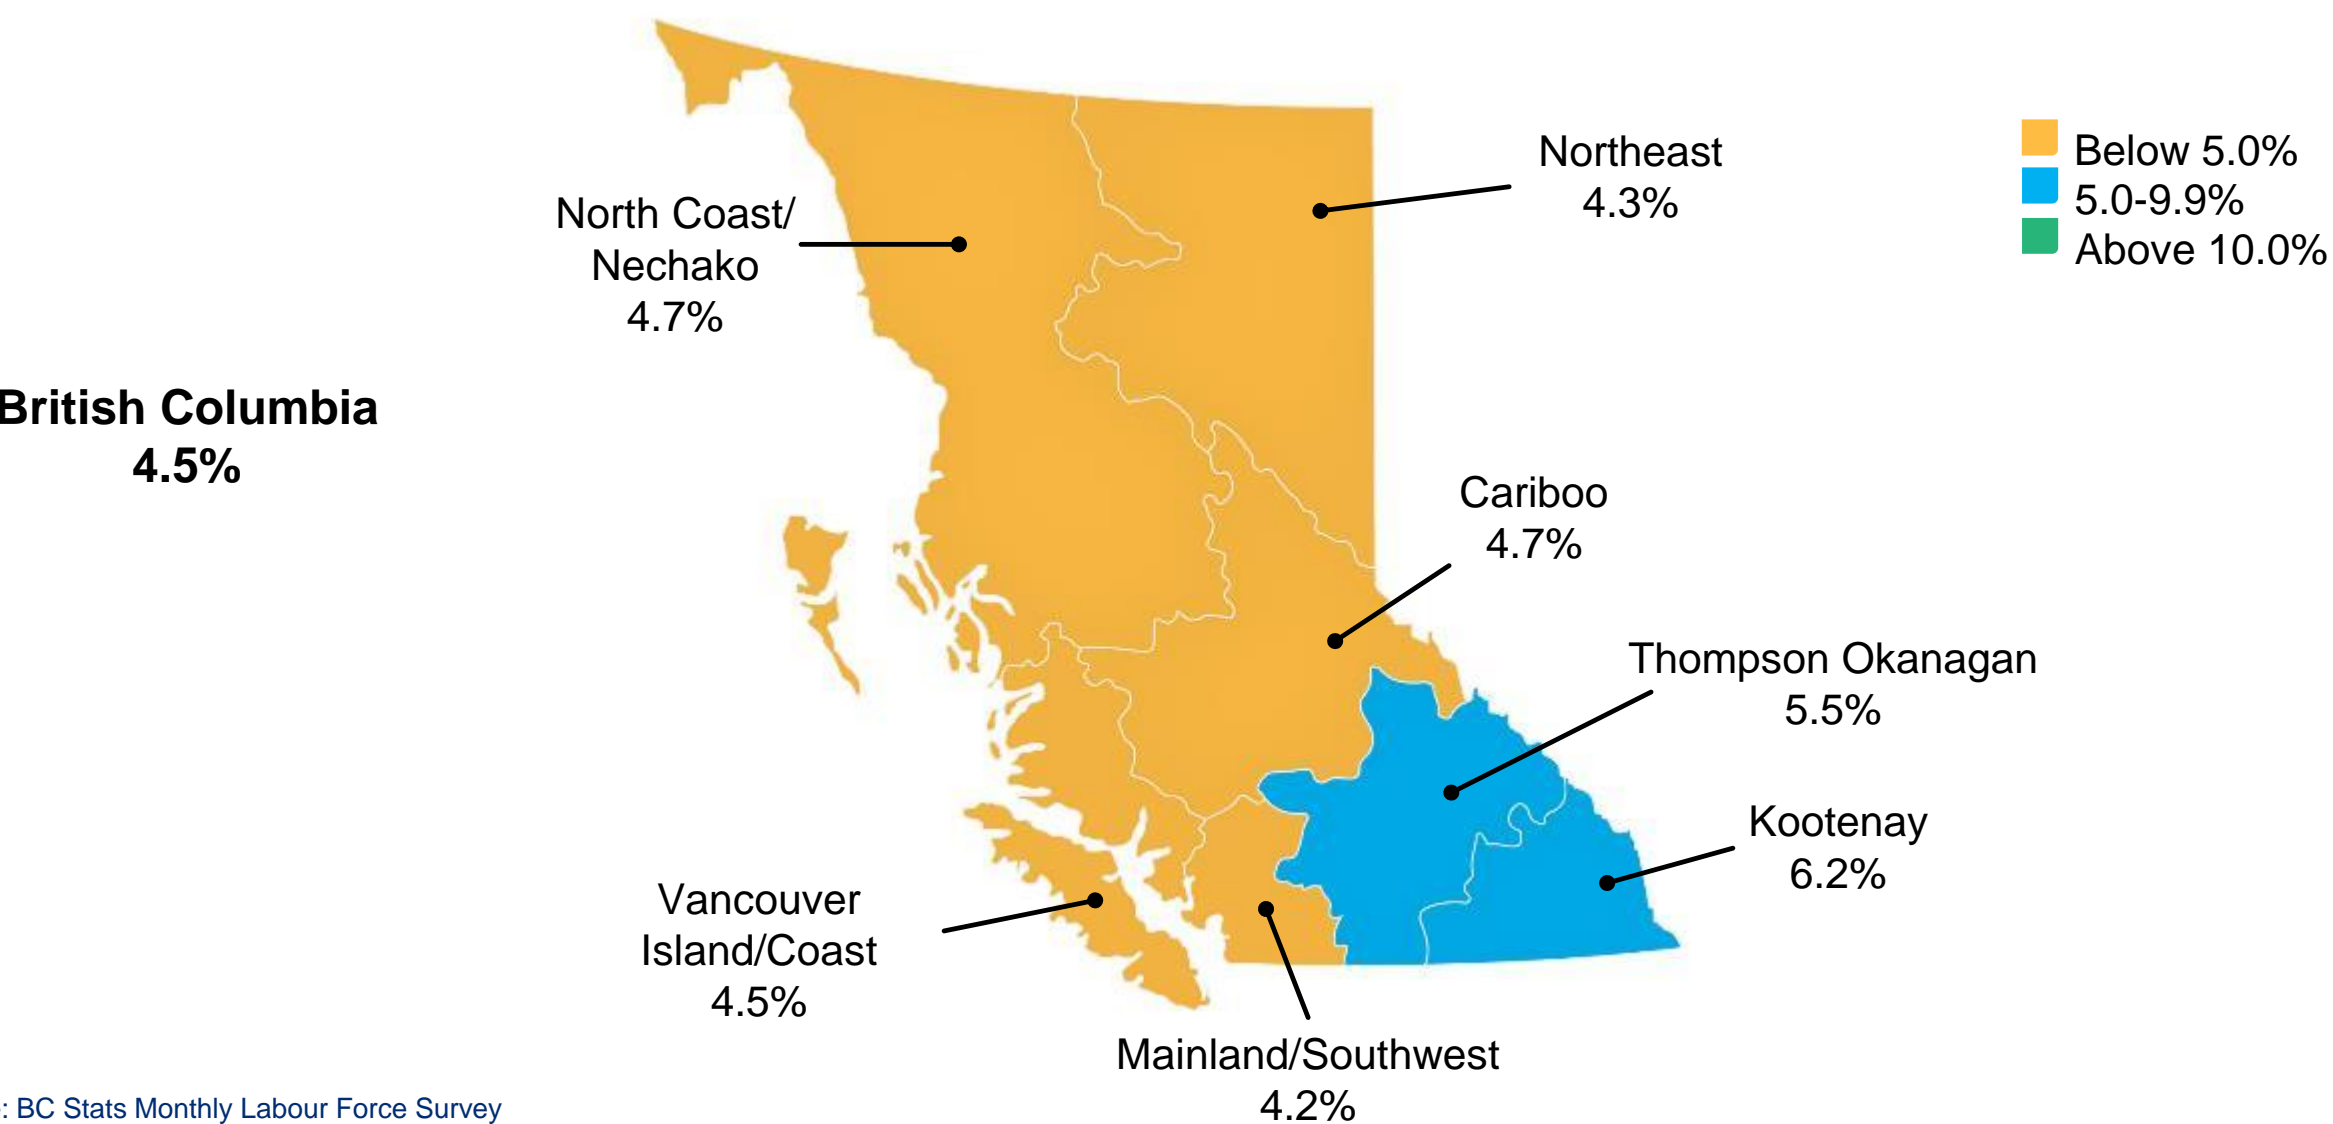 Northeast
4.3%
Below 5.0%
5.0-9.9%
Above 10.0%
North Coast/
Nechako
4.7%
British Columbia
4.5%
Cariboo
4.7%
Thompson Okanagan
5.5%
Kootenay
6.2%
Vancouver
Island/Coast
4.5%
Mainland/Southwest
4.2%
: BC Stats Monthly Labour Force Survey